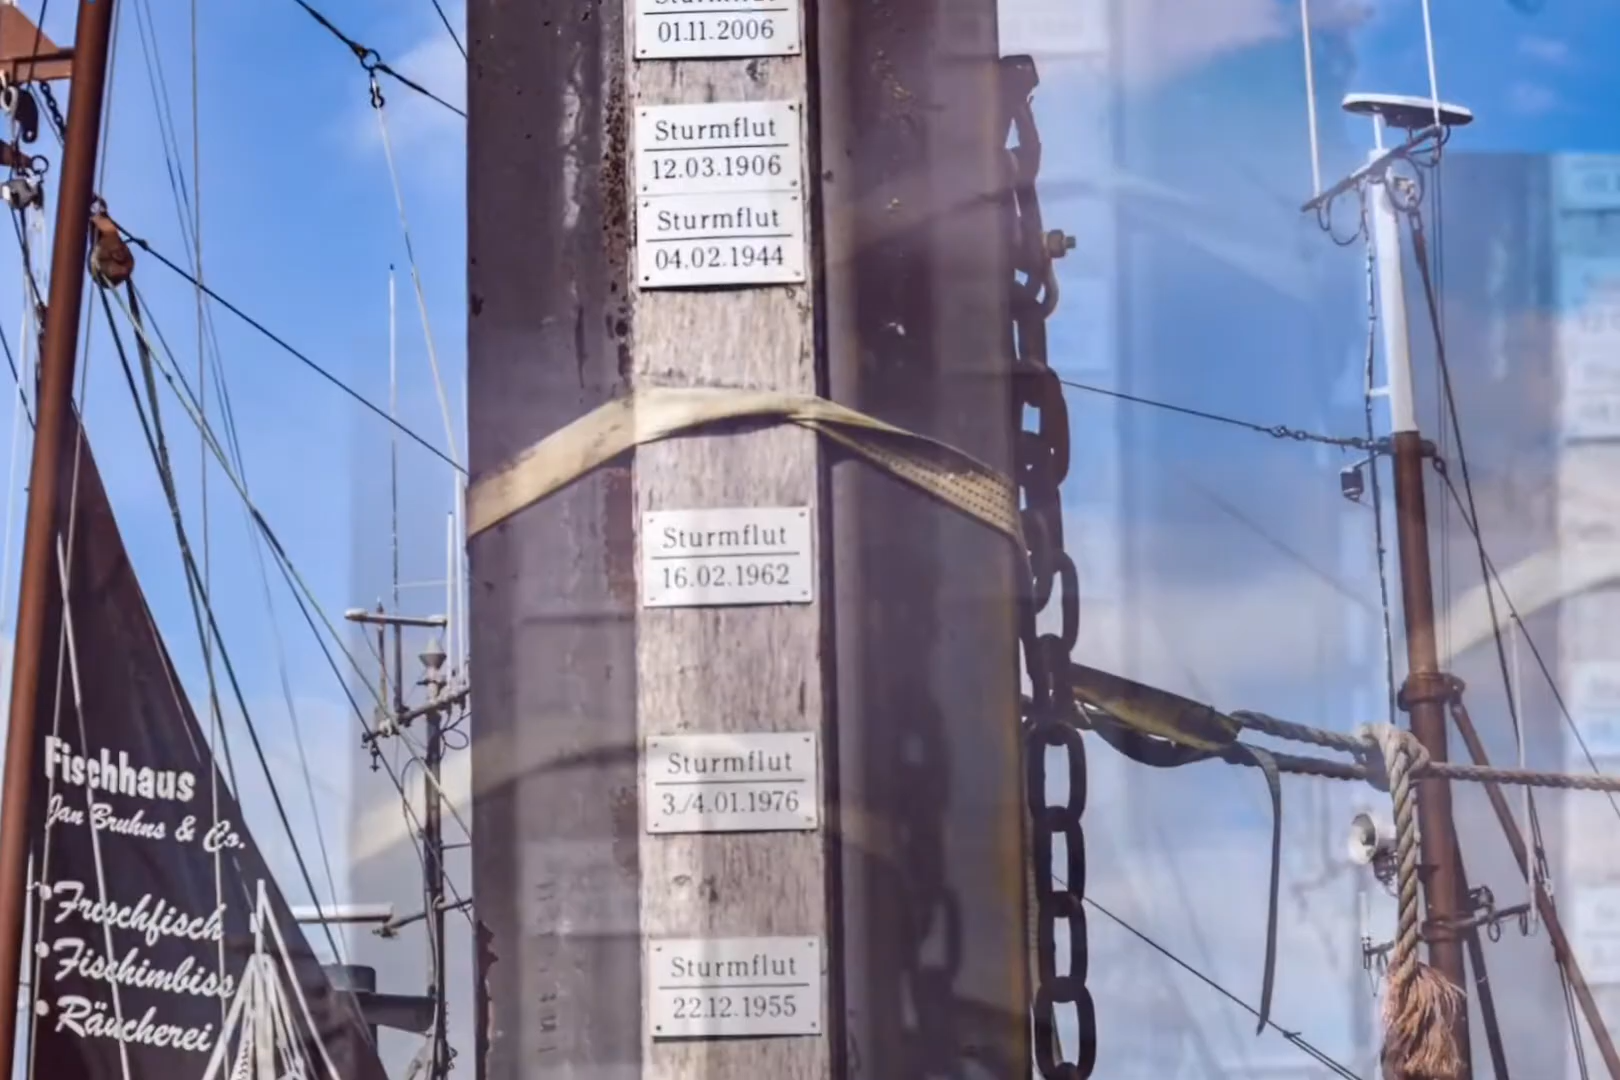 Sturmflut
01.11.2006
Sturmflut
12.03.1906
Sturmflut
04.02.1944
Sturmflut
16.02.1962
Sturmflut
3./4.01.1976
Sturmflut
22.12.1955
Fischhaus
Jan Bruhns & Co.
• Frischfisch
• Fischimbiss
• Räucherei